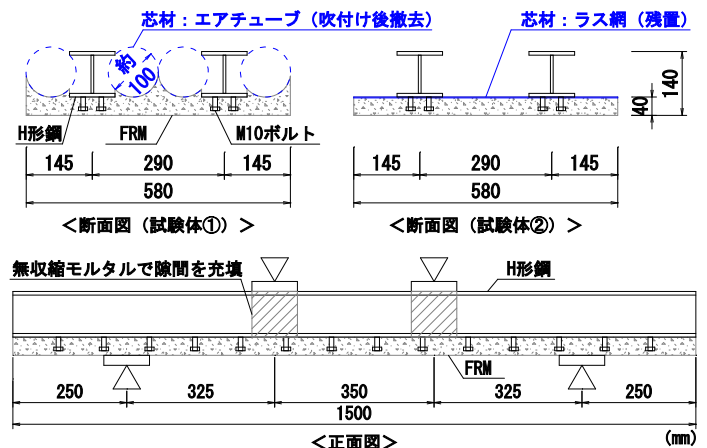 芯材：エアチューブ（吹付け後撤去）
芯材：ラス網（残置）
約100
140
40
H形鋼
FRM
M10ボルト
145
290
145
145
290
145
580
580
＜断面図（試験体①）＞
＜断面図（試験体②）＞
無収縮モルタルで隙間を充填
H形鋼
FRM
250
325
350
325
250
1500
＜正面図＞
(mm)